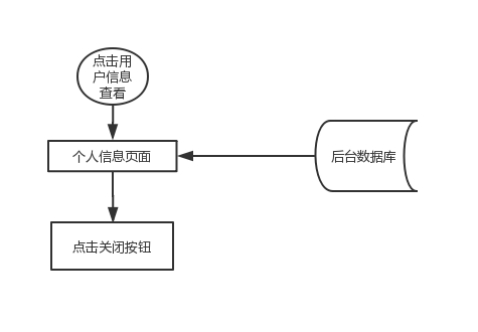 点击用
户信息
查看
个人信息页面
后台数据库
点击关闭按钮